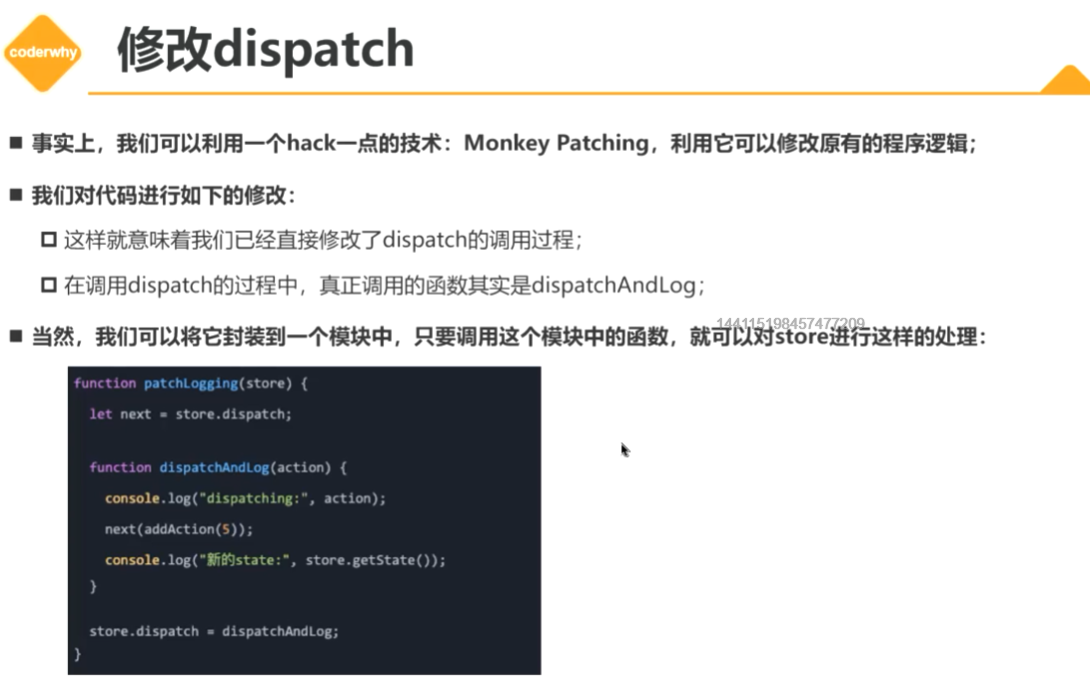 coderwhy
修改dispatch
■ 事实上，我们可以利用一个hack一点的技术：Monkey Patching，利用它可以修改原有的程序逻辑；
■ 我们对代码进行如下的修改：
□ 这样就意味着我们已经直接修改了dispatch的调用过程；
□ 在调用dispatch的过程中，真正调用的函数其实是dispatchAndLog；
144115198457477209
■ 当然，我们可以将它封装到一个模块中，只要调用这个模块中的函数，就可以对store进行这样的处理：
function patchLogging(store) {
let next = store.dispatch;
function dispatchAndLog(action) {
console.log("dispatching:", action);
next(addAction(5));
console.log("新的state:", store.getState());
}
store.dispatch = dispatchAndLog;
}